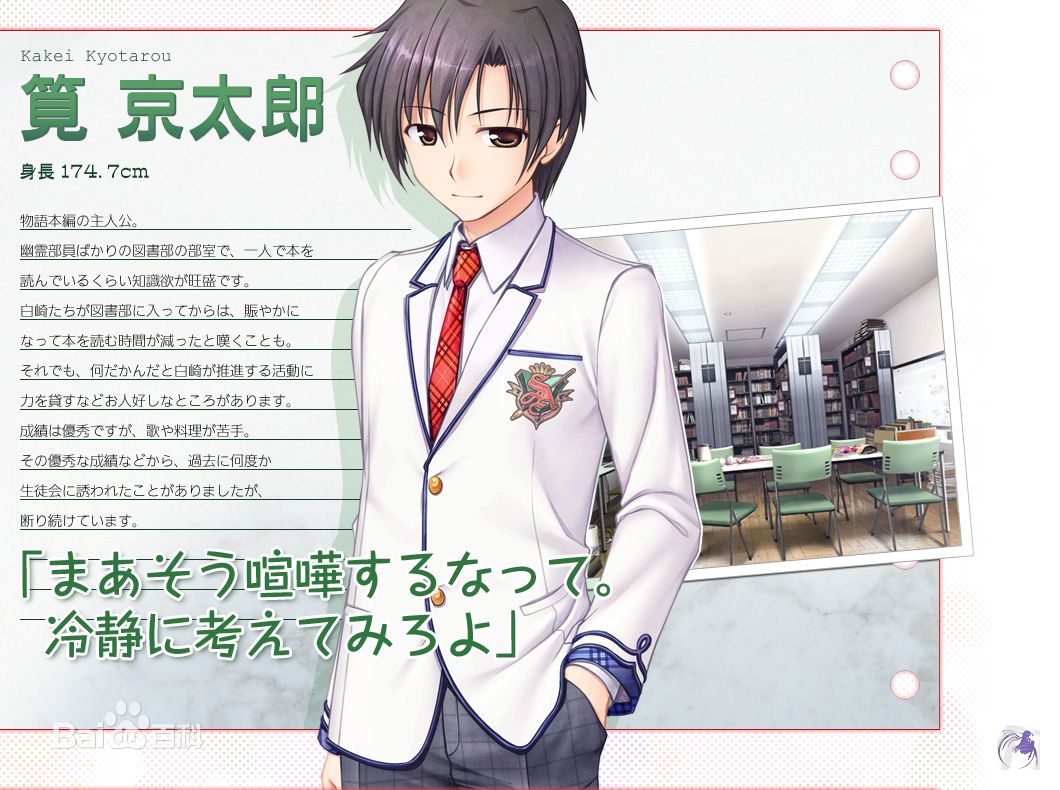 Kakei Kyotarou
筧 京太郎
身長 174.7cm
物語本編の主人公。
幽霊部員ばかりの図書部の部室で、一人で本を
読んでいるくらい知識欲が旺盛です。
白崎たちが図書部に入ってからは、賑やかに
なって本を読む時間が減ったと嘆くことも。
それでも、何だかんだと白崎が推進する活動に
力を貸すなどお人好しなところがあります。
成績は優秀ですが、歌や料理が苦手。
その優秀な成績などから、過去に何度か
生徒会に誘われたことがありましたが、
断り続けています。
「まあそう喧嘩するなって。
冷静に考えてみろよ」
Bai百科